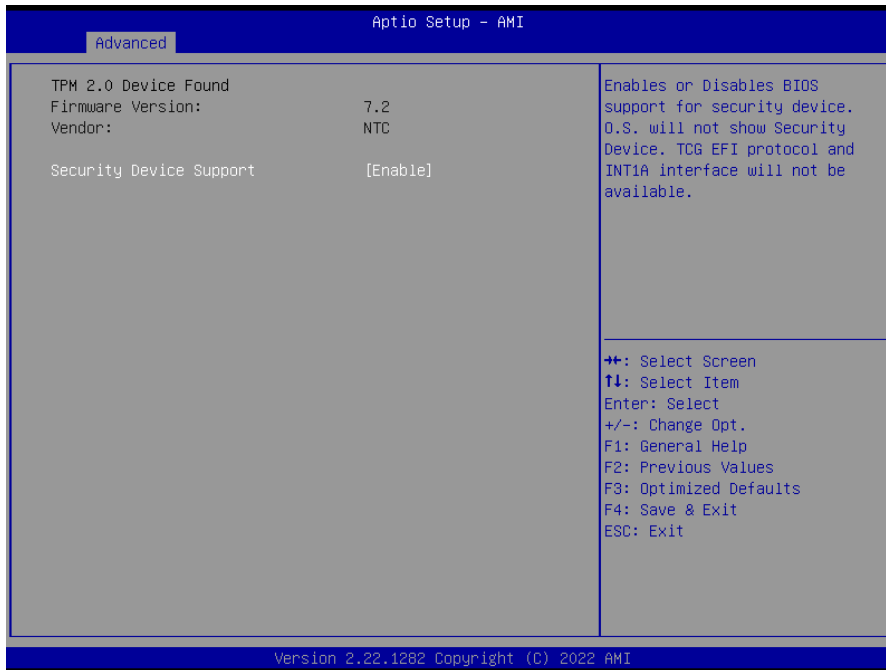 Aptio Setup – AMI
Advanced
TPM 2.0 Device Found
Firmware Version: 7.2
Vendor: NTC
Security Device Support [Enable]
Enables or Disables BIOS
support for security device.
O.S. will not show Security
Device. TCG EFI protocol and
INT1A interface will not be
available.
→←: Select Screen
↑↓: Select Item
Enter: Select
+/-: Change Opt.
F1: General Help
F2: Previous Values
F3: Optimized Defaults
F4: Save & Exit
ESC: Exit
Version 2.22.1282 Copyright (C) 2022 AMI